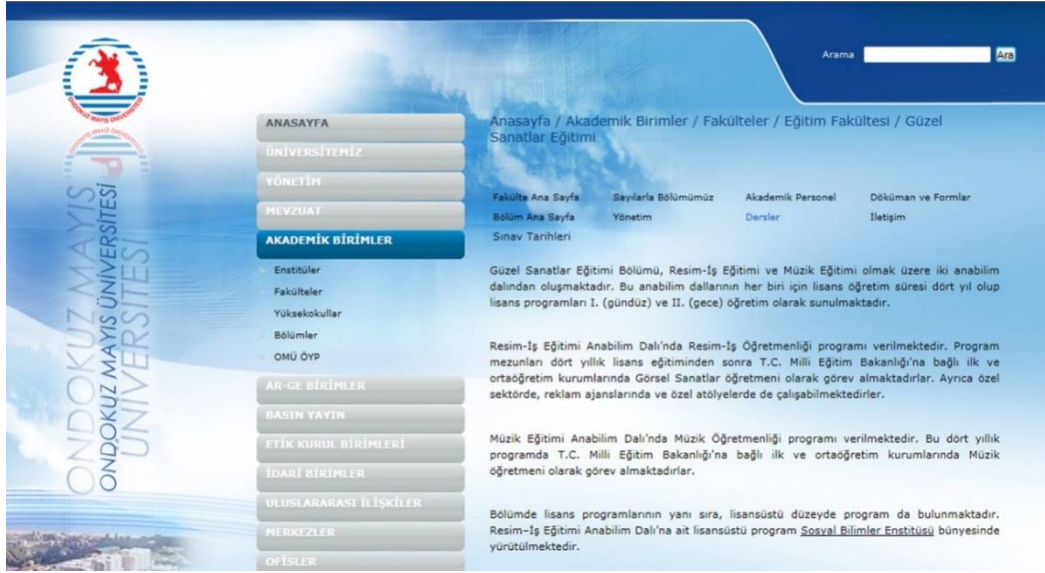 Arama
Ara
ONDOKUZ MAYIS ÜNİVERSİTESİ
ONDOKUZ MAYIS
ONDOKUZ MAYIS ÜNİVERSİTESİ
ÜNİVERSİTESİ
ANASAYFA
ÜNİVERSİTEMİZ
YÖNETİM
MEVZUAT
AKADEMİK BİRİMLER
Enstitüler
Fakülteler
Yüksekokullar
Bölümler
OMÜ ÖYP
AR-GE BİRİMLER
BASIN YAYIN
ETİK KURUL BİRİMLERİ
İDARİ BİRİMLER
ULUSLARARASI İLİŞKİLER
MERKEZLER
OFİSLER
Anasayfa / Akademik Birimler / Fakülteler / Eğitim Fakültesi / Güzel
Sanatlar Eğitimi
Fakülte Ana Sayfa Sayılarla Bölümümüz Akademik Personel Döküman ve Formlar
Bölüm Ana Sayfa Yönetim Dersler İletişim
Sınav Tarihleri
Güzel Sanatlar Eğitimi Bölümü, Resim-İş Eğitimi ve Müzik Eğitimi olmak üzere iki anabilim
dalından oluşmaktadır. Bu anabilim dallarının her biri için lisans öğretim süresi dört yıl olup
lisans programları I. (gündüz) ve II. (gece) öğretim olarak sunulmaktadır.
Resim-İş Eğitimi Anabilim Dalı'nda Resim-İş Öğretmenliği programı verilmektedir. Program
mezunları dört yıllık lisans eğitiminden sonra T.C. Milli Eğitim Bakanlığı'na bağlı ilk ve
ortaöğretim kurumlarında Görsel Sanatlar öğretmeni olarak görev almaktadırlar. Ayrıca özel
sektörde, reklam ajanslarında ve özel atölyelerde de çalışabilmektedirler.
Müzik Eğitimi Anabilim Dalı'nda Müzik Öğretmenliği programı verilmektedir. Bu dört yıllık
programda T.C. Milli Eğitim Bakanlığı'na bağlı ilk ve ortaöğretim kurumlarında Müzik
öğretmeni olarak görev almaktadırlar.
Bölümde lisans programlarının yanı sıra, lisansüstü düzeyde program da bulunmaktadır.
Resim-İş Eğitimi Anabilim Dalı'na ait lisansüstü program Sosyal Bilimler Enstitüsü bünyesinde
yürütülmektedir.